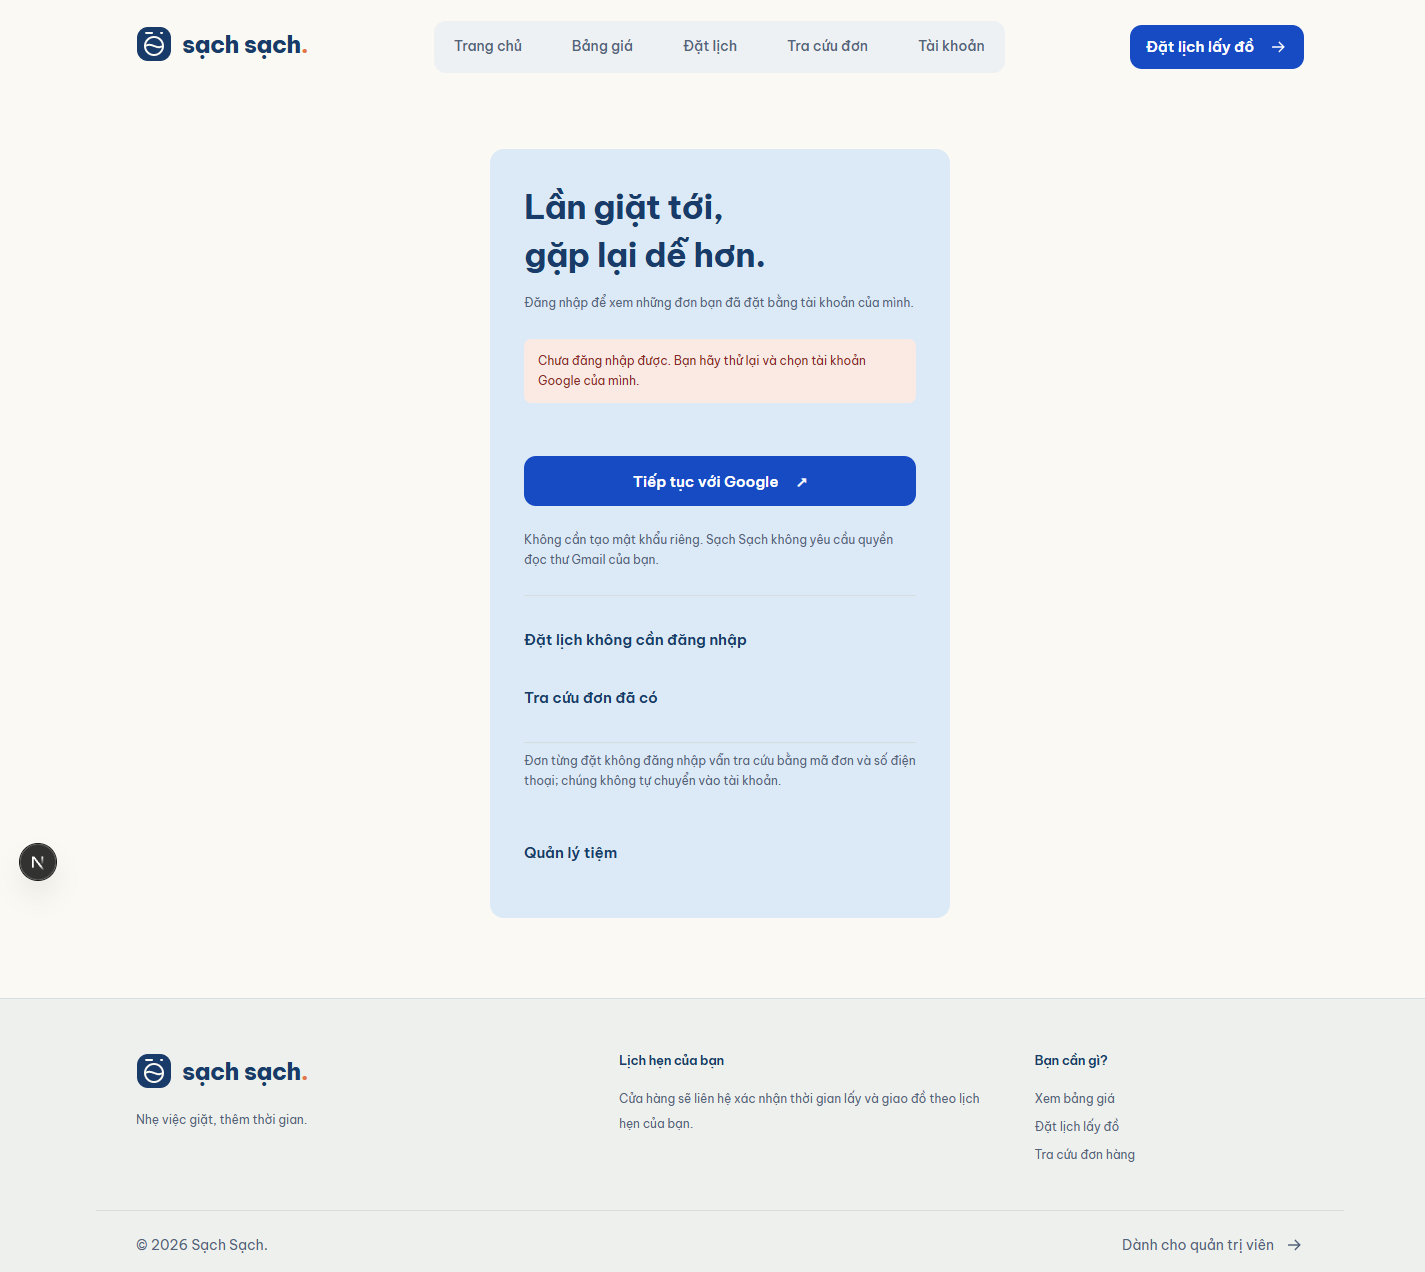 sạch sạch.
Trang chủ
Bảng giá
Đặt lịch
Tra cứu đơn
Tài khoản
Đặt lịch lấy đồ →
Lần giặt tới,
gặp lại dễ hơn.
Đăng nhập để xem những đơn bạn đã đặt bằng tài khoản của mình.
Chưa đăng nhập được. Bạn hãy thử lại và chọn tài khoản
Google của mình.
Tiếp tục với Google ↗
Không cần tạo mật khẩu riêng. Sạch Sạch không yêu cầu quyền
đọc thư Gmail của bạn.
Đặt lịch không cần đăng nhập
Tra cứu đơn đã có
Đơn từng đặt không đăng nhập vẫn tra cứu bằng mã đơn và số điện
thoại; chúng không tự chuyển vào tài khoản.
Quản lý tiệm
N
sạch sạch.
Nhẹ việc giặt, thêm thời gian.
Lịch hẹn của bạn
Cửa hàng sẽ liên hệ xác nhận thời gian lấy và giao đồ theo lịch
hẹn của bạn.
Bạn cần gì?
Xem bảng giá
Đặt lịch lấy đồ
Tra cứu đơn hàng
© 2026 Sạch Sạch.
Dành cho quản trị viên →